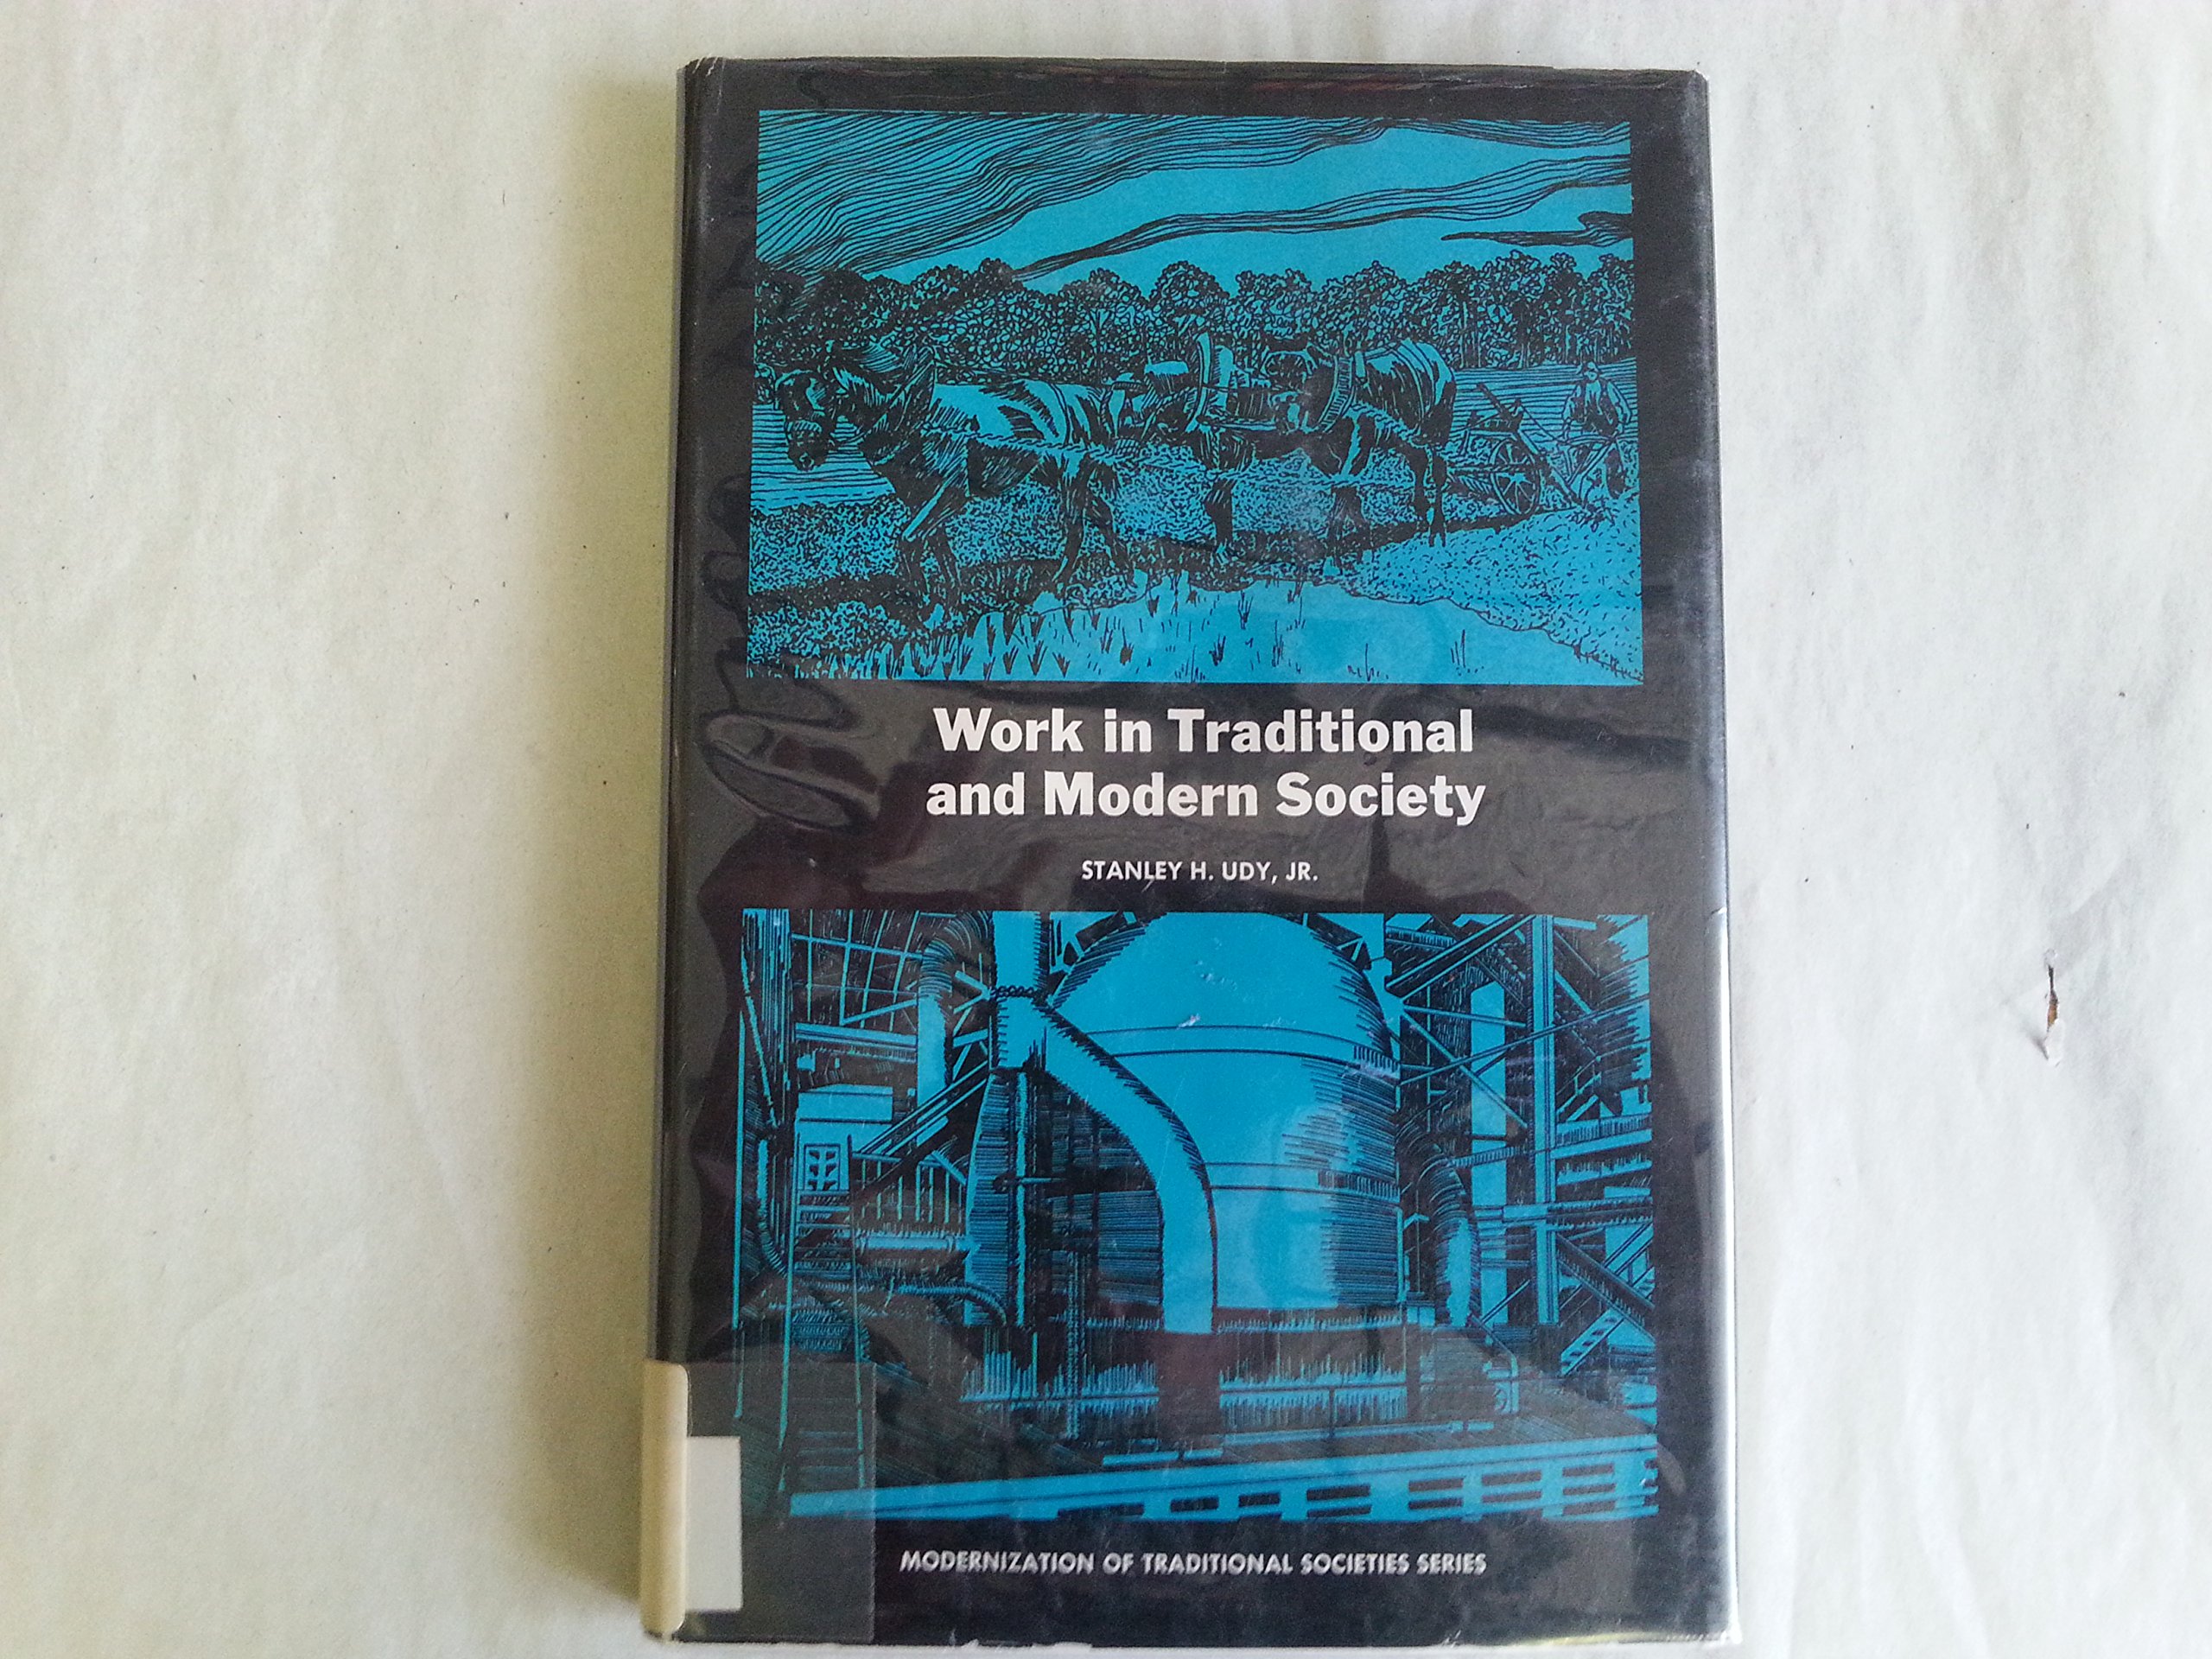 Work in Traditional
and Modern Society
STANLEY H. UDY, JR.
MODERNIZATION OF TRADITIONAL SOCIETIES SERIES